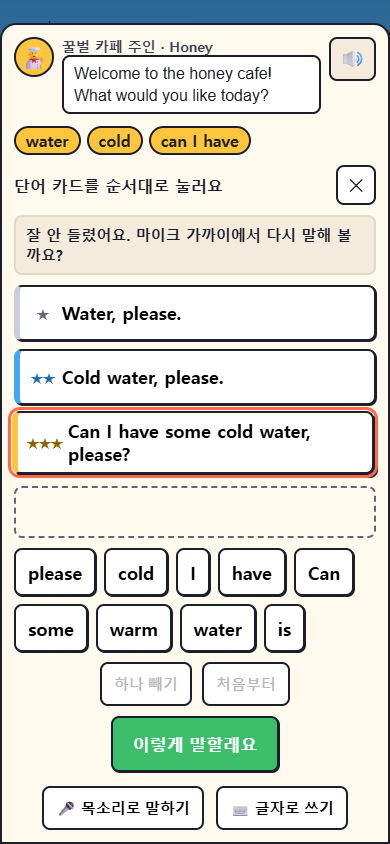 꿀벌 카페 주인 · Honey
Welcome to the honey cafe!
What would you like today?
water
cold
can I have
단어 카드를 순서대로 눌러요
잘 안 들렸어요. 마이크 가까이에서 다시 말해 볼
까요?
★ Water, please.
★★ Cold water, please.
★★★ Can I have some cold water,
please?
please
cold
I
have
Can
some
warm
water
is
하나 빼기
처음부터
이렇게 말할래요
목소리로 말하기
글자로 쓰기